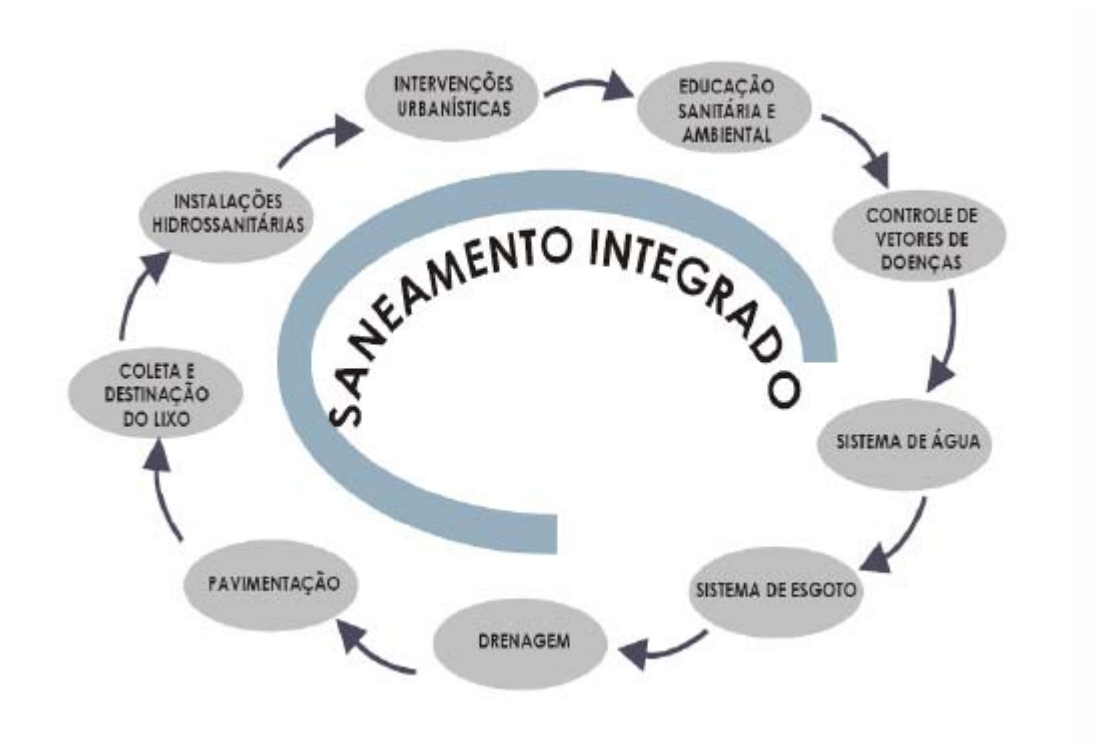 INTERVENÇÕES
URBANÍSTICAS
EDUCAÇÃO
SANITÁRIA E
AMBIENTAL
CONTROLE DE
VETORES DE
DOENÇAS
SISTEMA DE ÁGUA
SISTEMA DE ESGOTO
DRENAGEM
PAVIMENTAÇÃO
COLETA E
DESTINAÇÃO
DO LIXO
INSTALAÇÕES
HIDROSSANITÁRIAS
SANEAMENTO INTEGRADO